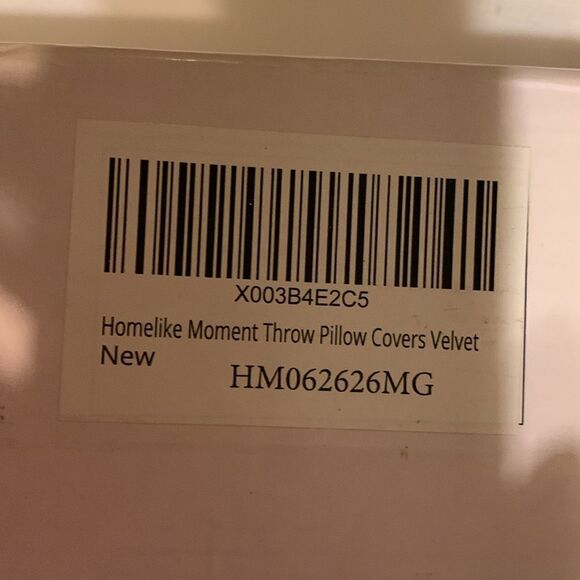 X003B4E2C5
Homelike Moment Throw Pillow Covers Velvet
New
HM062626MG